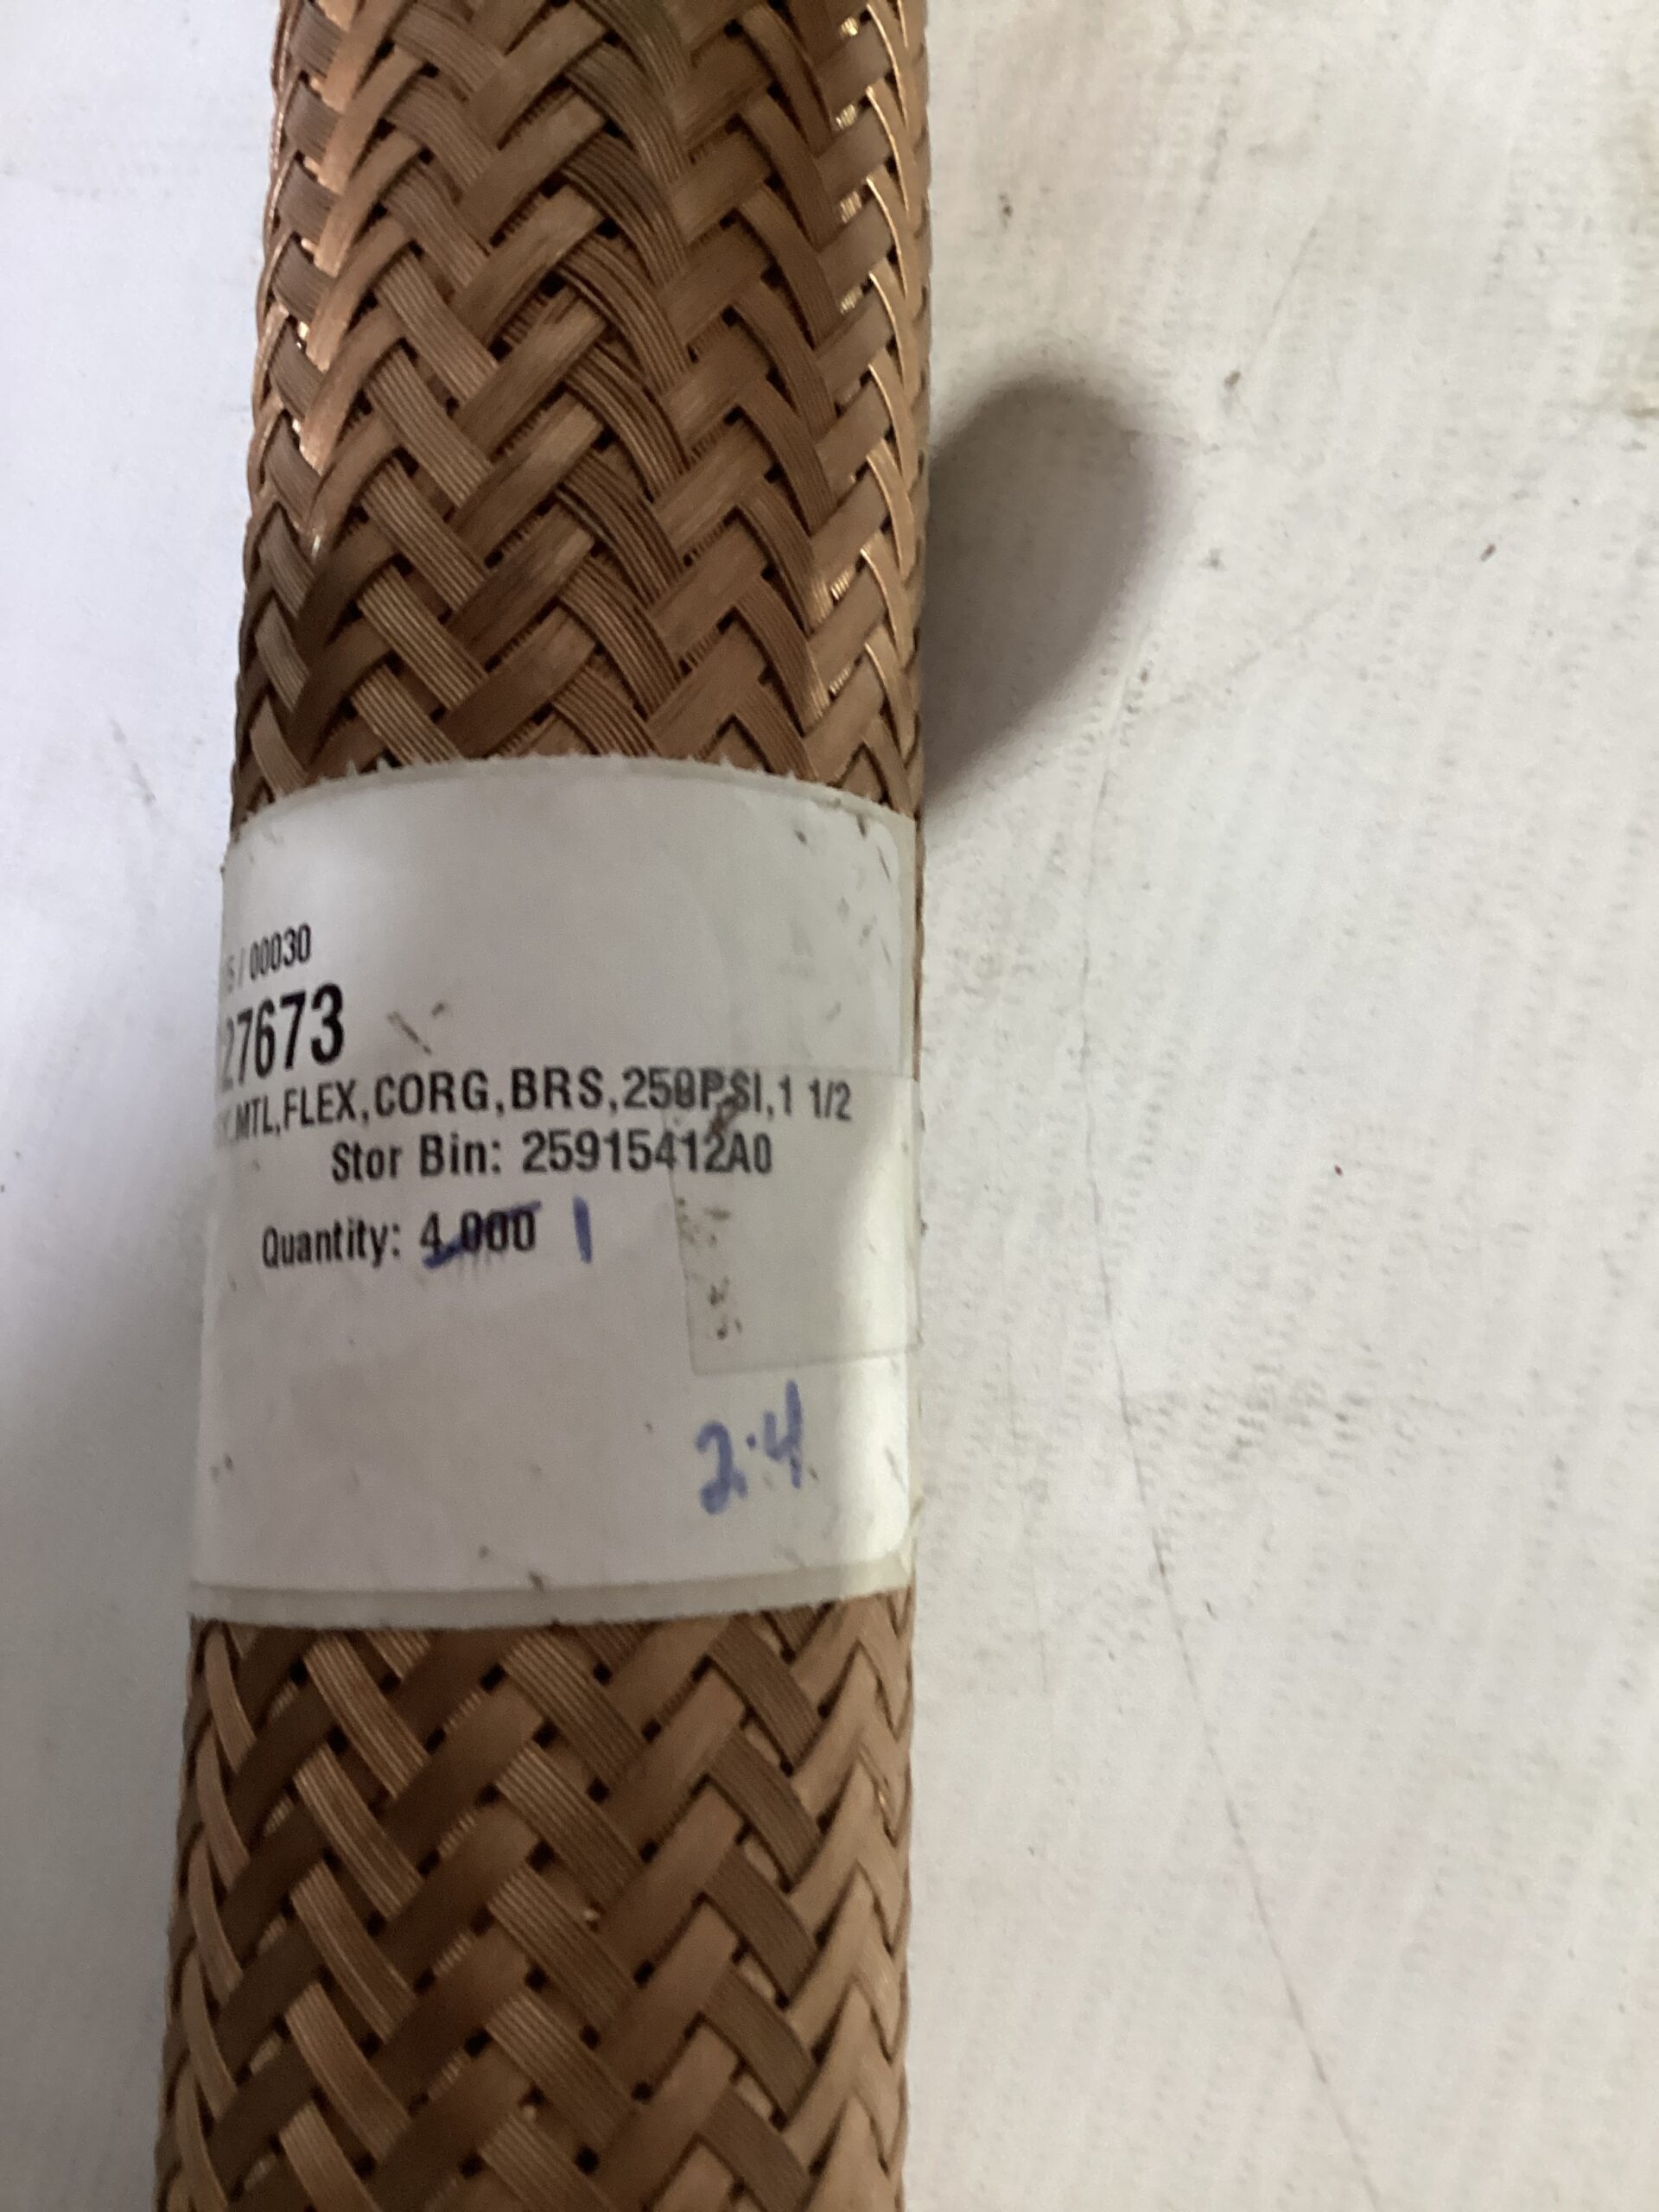 5 / 00030
27673
,MTL,FLEX,CORG,BRS,250PSI,1 1/2
Stor Bin: 25915412A0
Quantity: 4.000 1
2.4